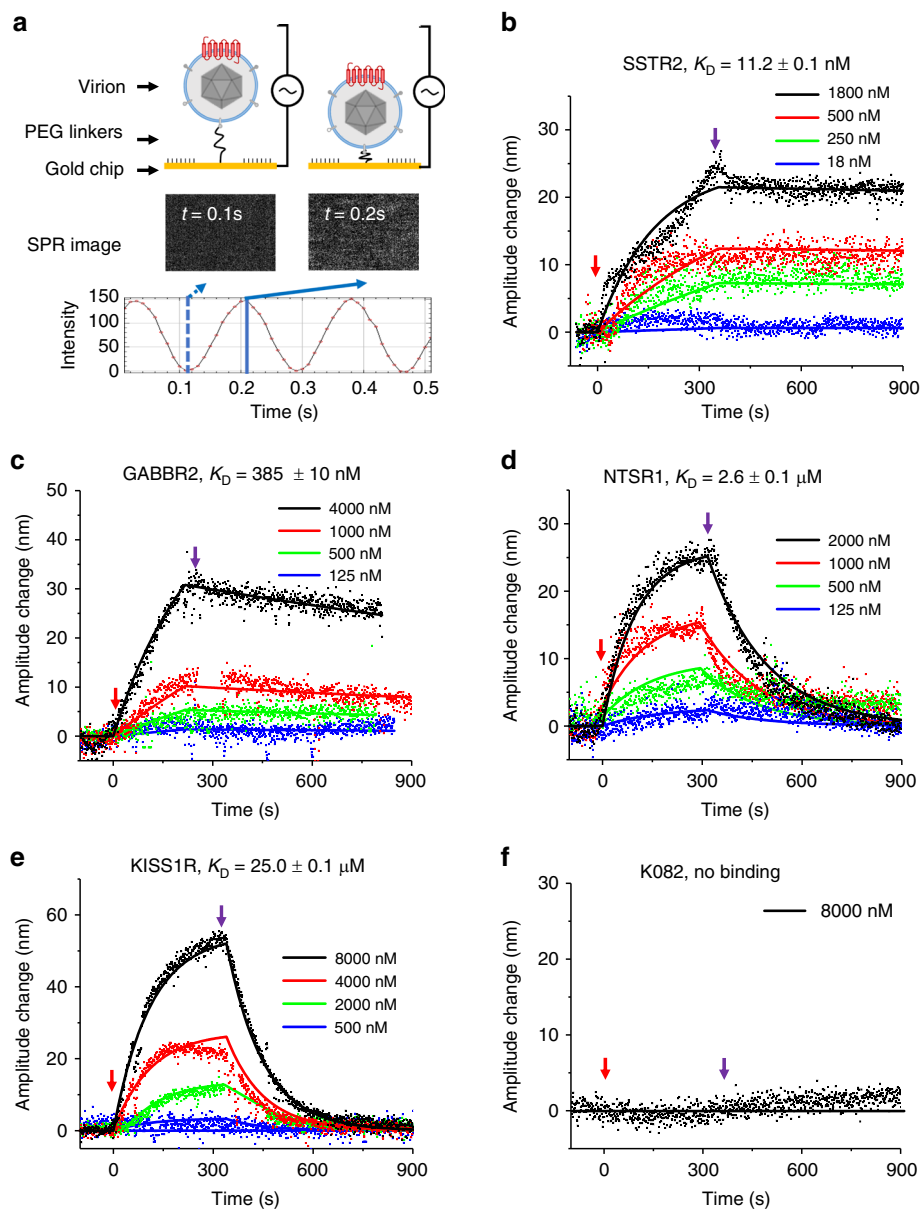 a
Virion
PEG linkers
Gold chip
SPR image
t = 0.1s
t = 0.2s
Intensity
150
100
50
0
0.1
0.2
0.3
0.4
0.5
Time (s)
b
SSTR2, KD = 11.2 ± 0.1 nM
1800 nM
500 nM
250 nM
18 nM
Amplitude change (nm)
30
20
10
0
0
300
600
900
Time (s)
c
GABBR2, KD = 385 ± 10 nM
4000 nM
1000 nM
500 nM
125 nM
Amplitude change (nm)
50
40
30
20
10
0
0
300
600
900
Time (s)
d
NTSR1, KD = 2.6 ± 0.1 μM
2000 nM
1000 nM
500 nM
125 nM
Amplitude change (nm)
35
25
15
5
-5
0
300
600
900
Time (s)
e
KISS1R, KD = 25.0 ± 0.1 μM
8000 nM
4000 nM
2000 nM
500 nM
Amplitude change (nm)
60
40
20
0
0
300
600
900
Time (s)
f
K082, no binding
8000 nM
Amplitude change (nm)
30
20
10
0
-10
0
300
600
900
Time (s)